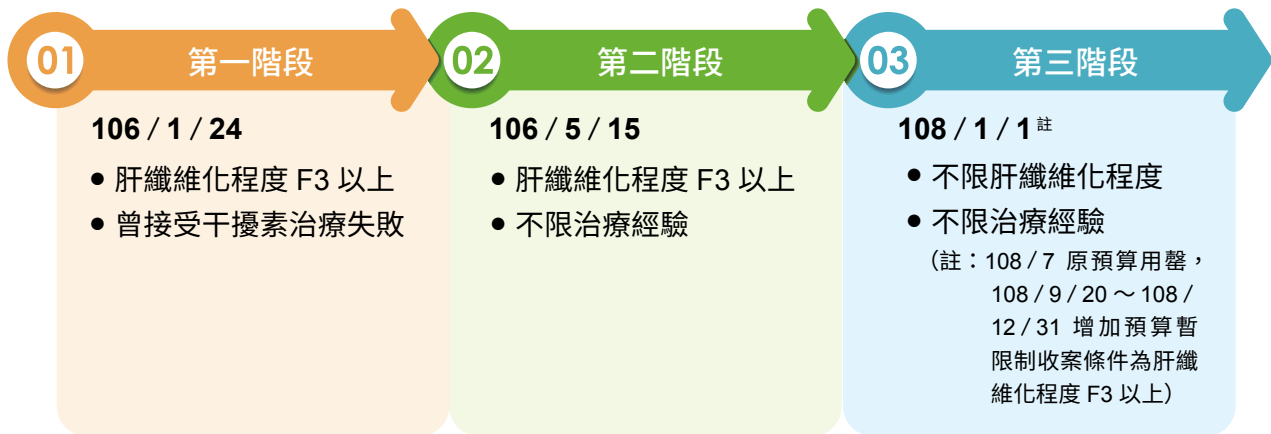 01 第一階段
106 / 1 / 24
● 肝纖維化程度 F3 以上
● 曾接受干擾素治療失敗
02 第二階段
106 / 5 / 15
● 肝纖維化程度 F3 以上
● 不限治療經驗
03 第三階段
108 / 1 / 1 註
● 不限肝纖維化程度
● 不限治療經驗
（註：108 / 7 原預算用罄，
108 / 9 / 20 ～ 108 /
12 / 31 增加預算暫
限制收案條件為肝纖
維化程度 F3 以上）